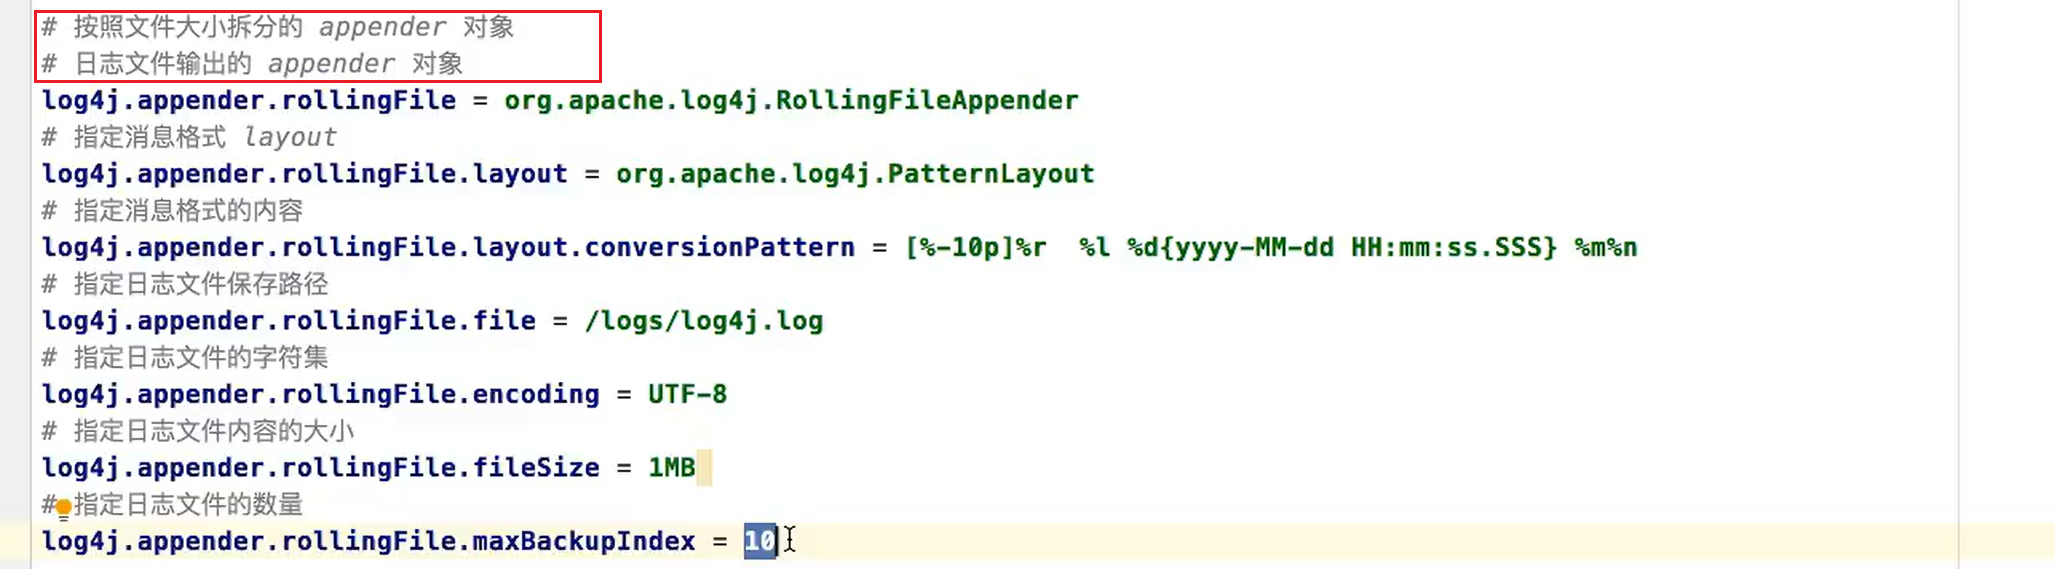 # 按照文件大小拆分的 appender 对象
# 日志文件输出的 appender 对象
log4j.appender.rollingFile = org.apache.log4j.RollingFileAppender
# 指定消息格式 layout
log4j.appender.rollingFile.layout = org.apache.log4j.PatternLayout
# 指定消息格式的内容
log4j.appender.rollingFile.layout.conversionPattern = [%-10p]%r  %l %d{yyyy-MM-dd HH:mm:ss.SSS} %m%n
# 指定日志文件保存路径
log4j.appender.rollingFile.file = /logs/log4j.log
# 指定日志文件的字符集
log4j.appender.rollingFile.encoding = UTF-8
# 指定日志文件内容的大小
log4j.appender.rollingFile.fileSize = 1MB
# 指定日志文件的数量
log4j.appender.rollingFile.maxBackupIndex = 10